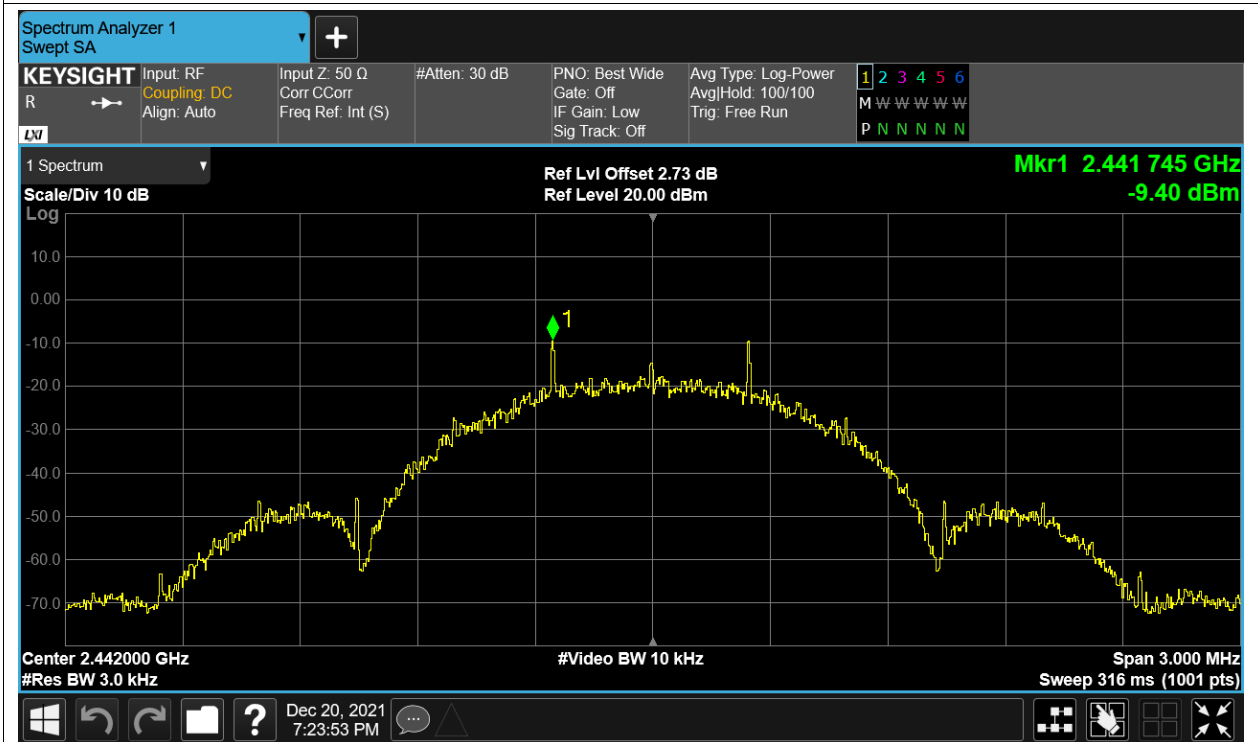 Spectrum Analyzer 1
Swept SA
KEYSIGHT
R
LXI
Input: RF
Coupling: DC
Align: Auto
Input Z: 50 Ω
Corr CCorr
Freq Ref: Int (S)
#Atten: 30 dB
PNO: Best Wide
Gate: Off
IF Gain: Low
Sig Track: Off
Avg Type: Log-Power
Avg|Hold: 100/100
Trig: Free Run
1 2 3 4 5 6
M W W W W W
P N N N N N
1 Spectrum
Scale/Div 10 dB
Log
Ref Lvl Offset 2.73 dB
Ref Level 20.00 dBm
Mkr1 2.441 745 GHz
-9.40 dBm
10.0
0.00
1
-10.0
-20.0
-30.0
-40.0
-50.0
-60.0
-70.0
Center 2.442000 GHz
#Res BW 3.0 kHz
#Video BW 10 kHz
Span 3.000 MHz
Sweep 316 ms (1001 pts)
?
Dec 20, 2021
7:23:53 PM